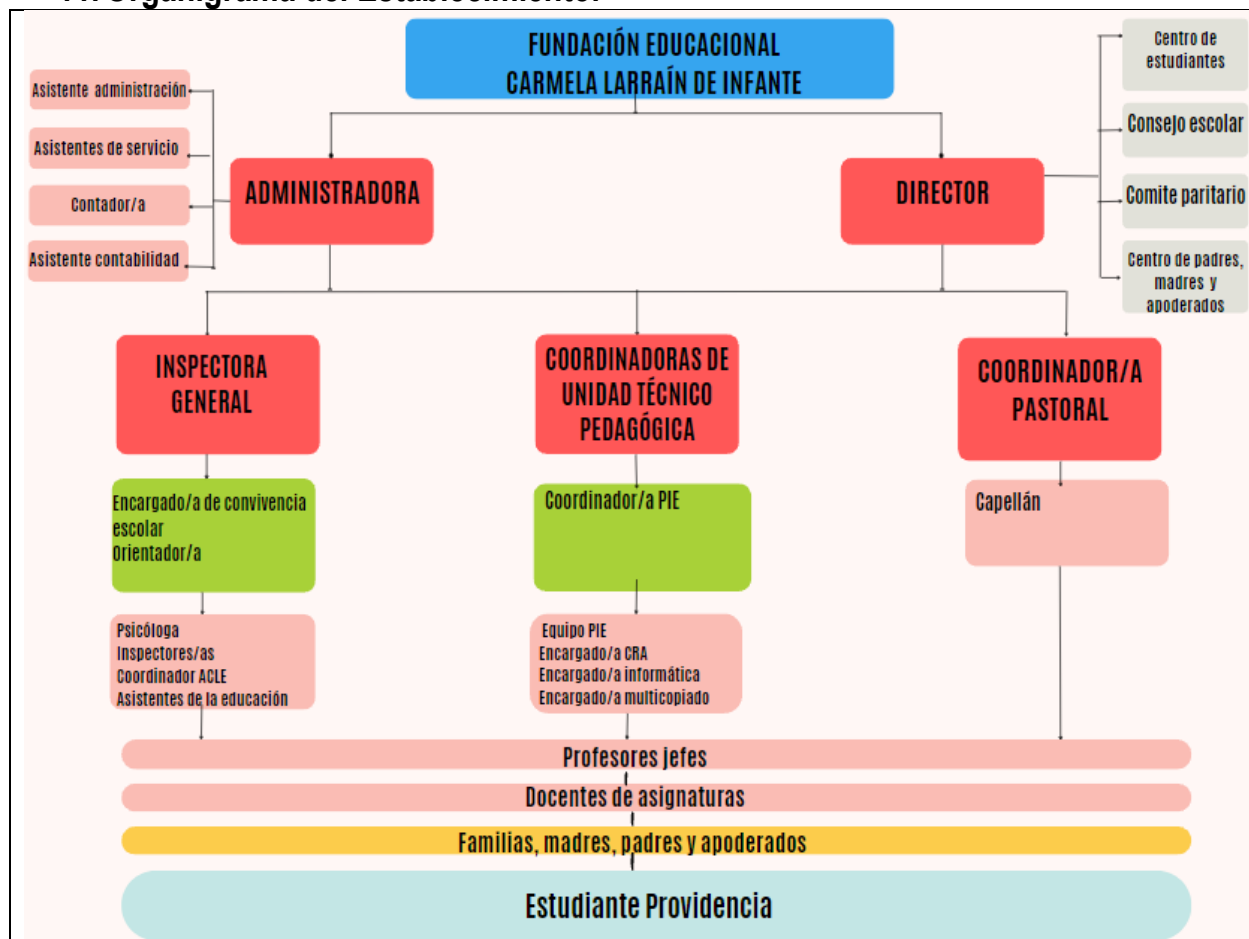 Organigrama del Establecimiento.
FUNDACIÓN EDUCACIONAL
CARMELA LARRAÍN DE INFANTE
Asistente administración
Asistentes de servicio
Contador/a
Asistente contabilidad
ADMINISTRADORA
DIRECTOR
Centro de
estudiantes
Consejo escolar
Comite paritario
Centro de padres,
madres y
apoderados
INSPECTORA
GENERAL
COORDINADORAS DE
UNIDAD TÉCNICO
PEDAGÓGICA
COORDINADOR/A
PASTORAL
Encargado/a de convivencia
escolar
Orientador/a
Coordinador/a PIE
Capellán
Psicóloga
Inspectores/as
Coordinador ACLE
Asistentes de la educación
Equipo PIE
Encargado/a CRA
Encargado/a informática
Encargado/a multicopiado
Profesores jefes
Docentes de asignaturas
Familias, madres, padres y apoderados
Estudiante Providencia